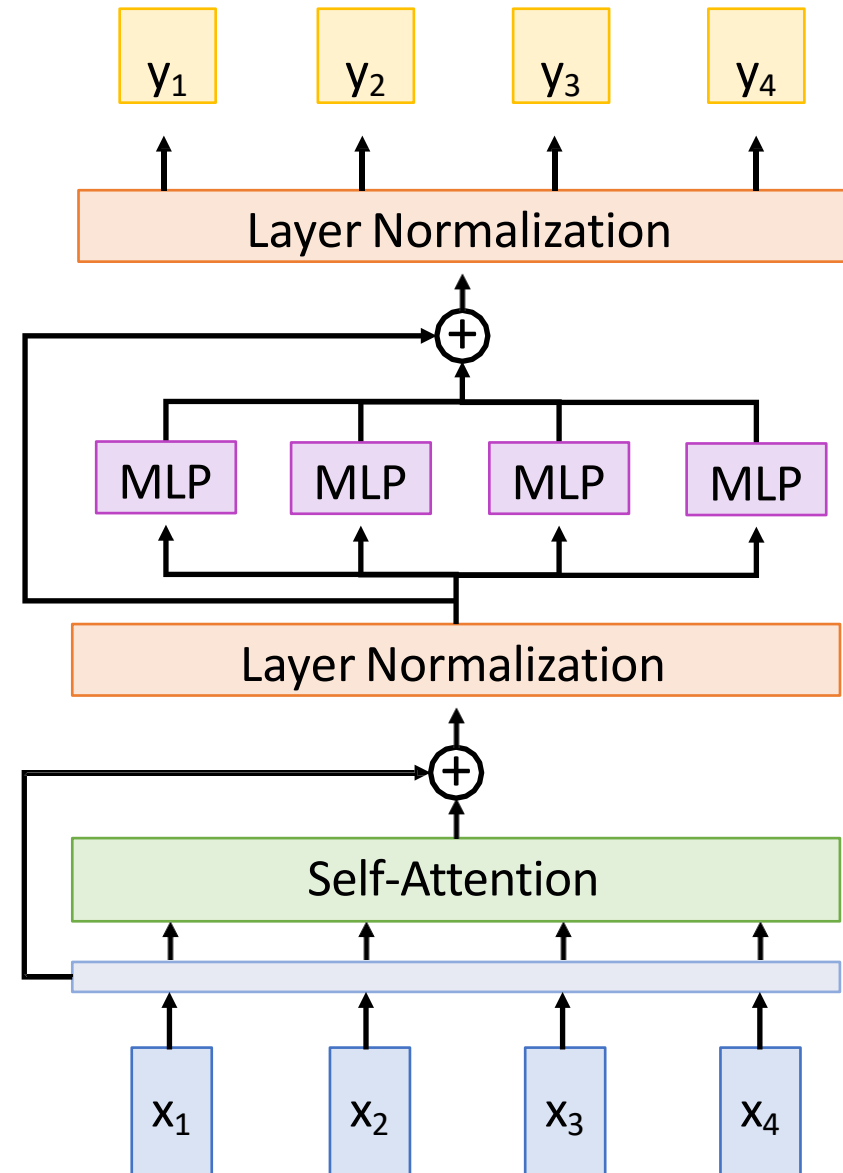 y₁ y₂ y₃ y₄
Layer Normalization
+
MLP MLP MLP MLP
Layer Normalization
+
Self-Attention
x₁ x₂ x₃ x₄